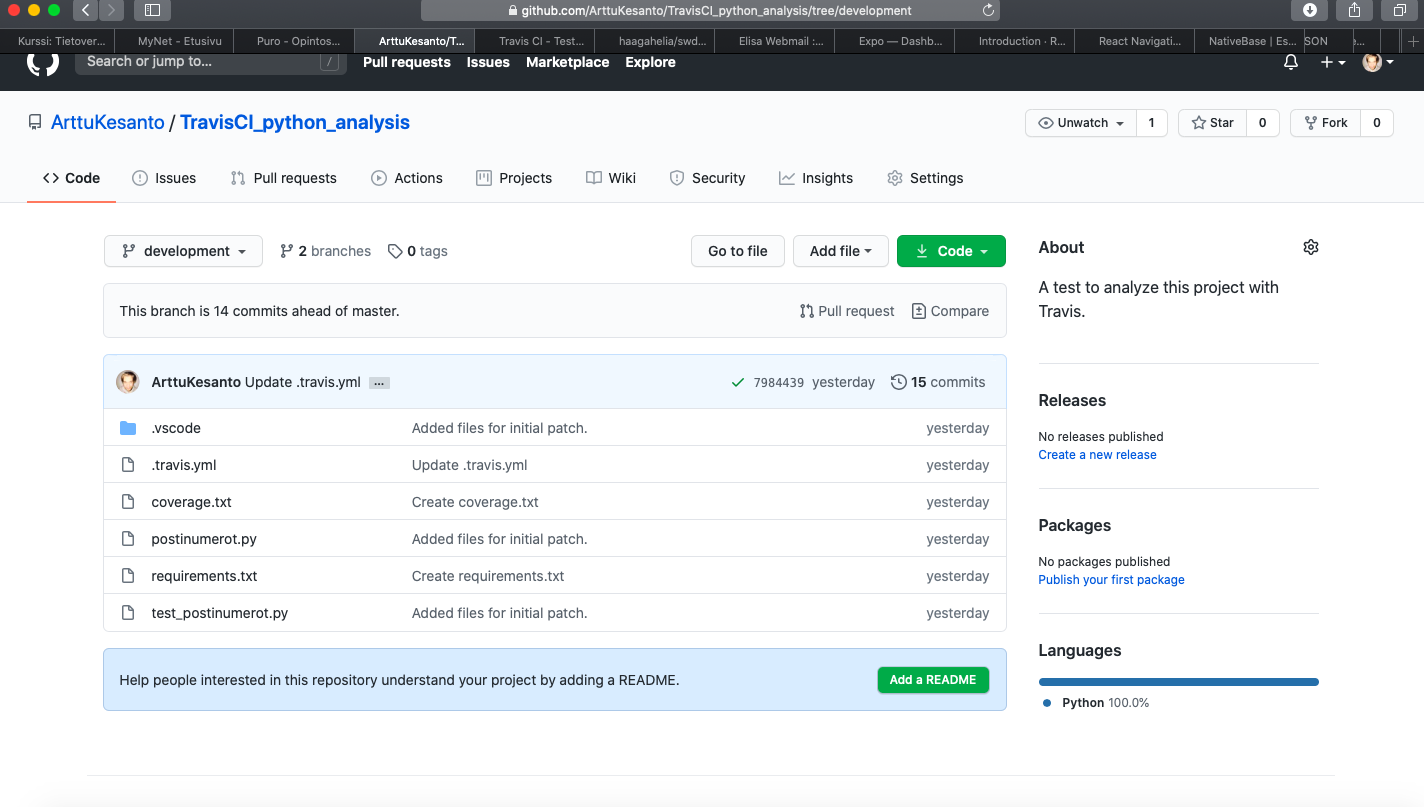 github.com/ArttuKesanto/TravisCI_python_analysis/tree/development
Kurssi: Tietover... MyNet - Etusivu Puro - Opintos... ArttuKesanto/T... Travis CI - Test... haagahelia/swd... Elisa Webmail :... Expo — Dashb... Introduction · R... React Navigati... NativeBase | Es... SON
Search or jump to... / Pull requests Issues Marketplace Explore
ArttuKesanto / TravisCI_python_analysis Unwatch 1 Star 0 Fork 0
Code Issues Pull requests Actions Projects Wiki Security Insights Settings
development 2 branches 0 tags Go to file Add file Code
This branch is 14 commits ahead of master. Pull request Compare
ArttuKesanto Update .travis.yml ... 7984439 yesterday 15 commits
.vscode Added files for initial patch. yesterday
.travis.yml Update .travis.yml yesterday
coverage.txt Create coverage.txt yesterday
postinumerot.py Added files for initial patch. yesterday
requirements.txt Create requirements.txt yesterday
test_postinumerot.py Added files for initial patch. yesterday
Help people interested in this repository understand your project by adding a README. Add a README
About
A test to analyze this project with
Travis.
Releases
No releases published
Create a new release
Packages
No packages published
Publish your first package
Languages
Python 100.0%